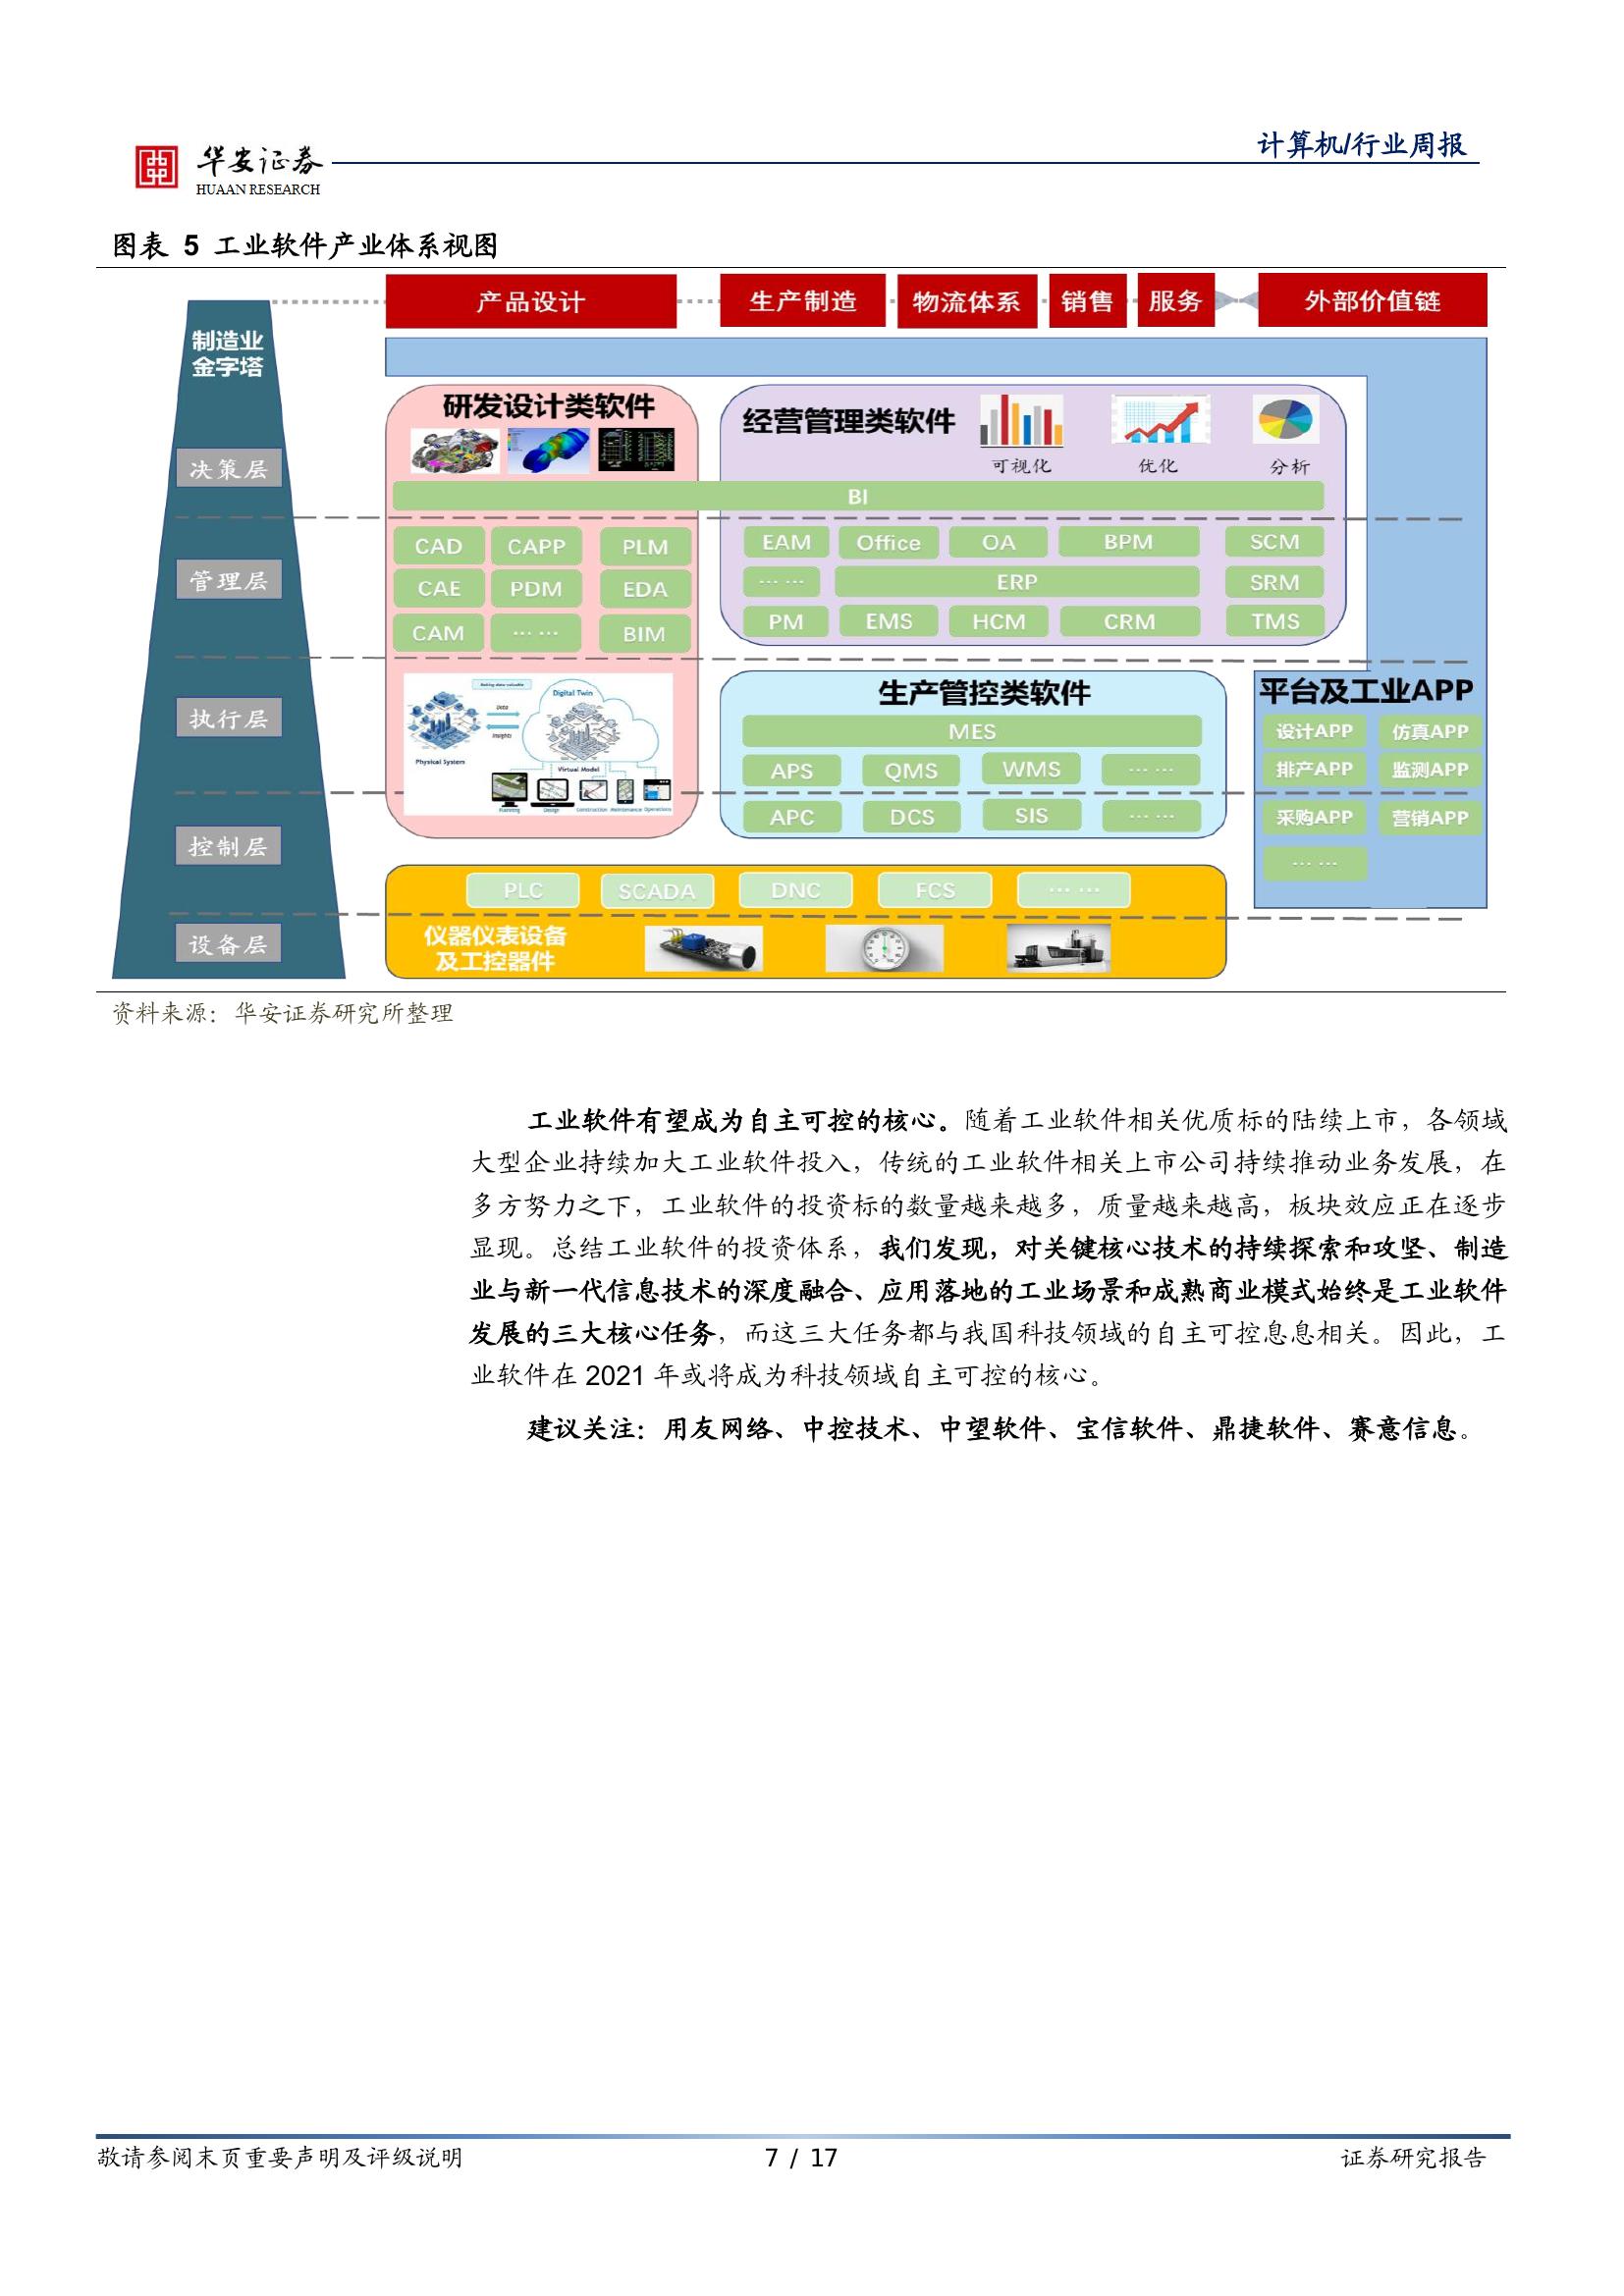 华安证券
HUAAN RESEARCH
计算机/行业周报
图表 5 工业软件产业体系视图
产品设计
生产制造
物流体系
销售
服务
外部价值链
制造业
金字塔
决策层
管理层
执行层
控制层
设备层
研发设计类软件
经营管理类软件
可视化
优化
分析
BI
CAD CAPP PLM
CAE PDM EDA
CAM … … BIM
EAM Office OA BPM SCM
… … ERP SRM
PM EMS HCM CRM TMS
Digital Twin
Data
Insights
Physical System
Virtual Model
Planning Design Construction Maintenance Operations
生产管控类软件
MES
APS QMS WMS … …
APC DCS SIS … …
平台及工业APP
设计APP 仿真APP
排产APP 监测APP
采购APP 营销APP
… …
PLC SCADA DNC FCS … …
仪器仪表设备
及工控器件
资料来源：华安证券研究所整理
工业软件有望成为自主可控的核心。随着工业软件相关优质标的陆续上市，各领域
大型企业持续加大工业软件投入，传统的工业软件相关上市公司持续推动业务发展，在
多方努力之下，工业软件的投资标的数量越来越多，质量越来越高，板块效应正在逐步
显现。总结工业软件的投资体系，我们发现，对关键核心技术的持续探索和攻坚、制造
业与新一代信息技术的深度融合、应用落地的工业场景和成熟商业模式始终是工业软件
发展的三大核心任务，而这三大任务都与我国科技领域的自主可控息息相关。因此，工
业软件在 2021 年或将成为科技领域自主可控的核心。
建议关注：用友网络、中控技术、中望软件、宝信软件、鼎捷软件、赛意信息。
敬请参阅末页重要声明及评级说明
7 / 17
证券研究报告